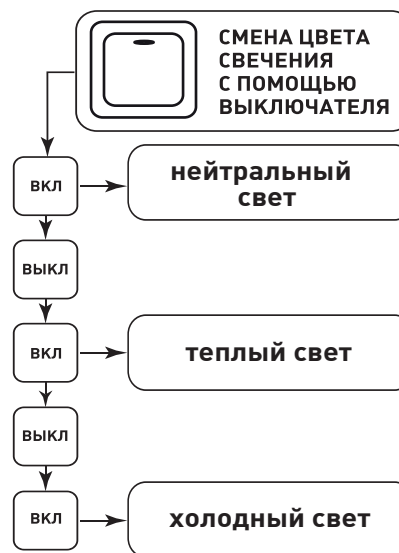 СМЕНА ЦВЕТА
СВЕЧЕНИЯ
С ПОМОЩЬЮ
ВЫКЛЮЧАТЕЛЯ
ВКЛ
нейтральный
свет
ВЫКЛ
ВКЛ
теплый свет
ВЫКЛ
ВКЛ
холодный свет